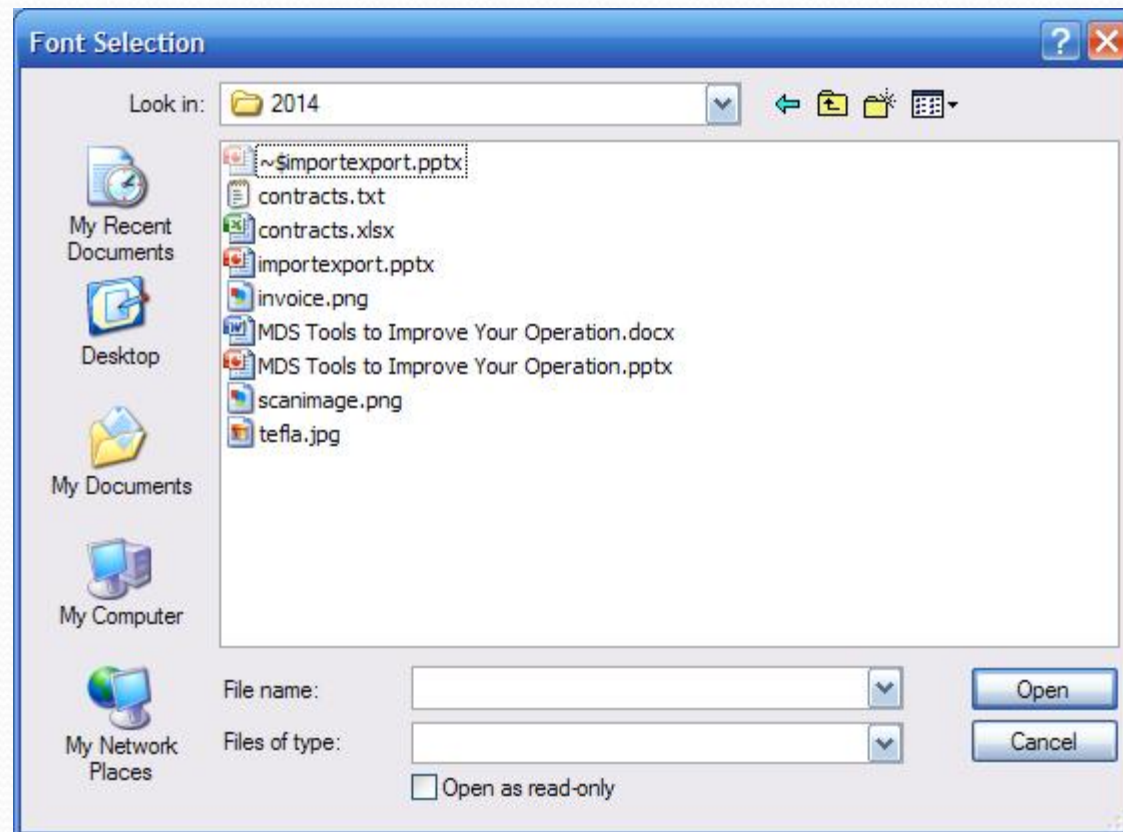 Font Selection
Look in:
2014
My Recent
Documents
Desktop
My Documents
My Computer
My Network
Places
~$importexport.pptx
contracts.txt
contracts.xlsx
importexport.pptx
invoice.png
MDS Tools to Improve Your Operation.docx
MDS Tools to Improve Your Operation.pptx
scanimage.png
tefla.jpg
File name:
Open
Files of type:
Cancel
Open as read-only